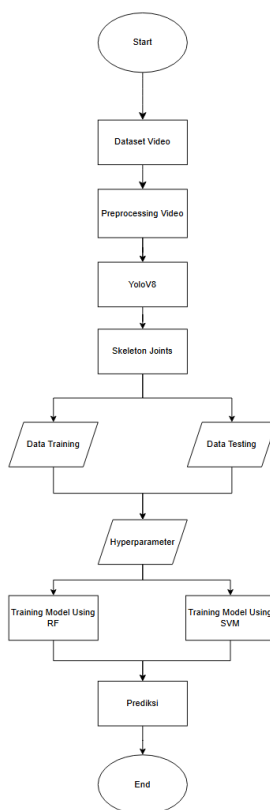 Start
Dataset Video
Preprocessing Video
YoloV8
Skeleton Joints
Data Training
Data Testing
Hyperparameter
Training Model Using
RF
Training Model Using
SVM
Prediksi
End